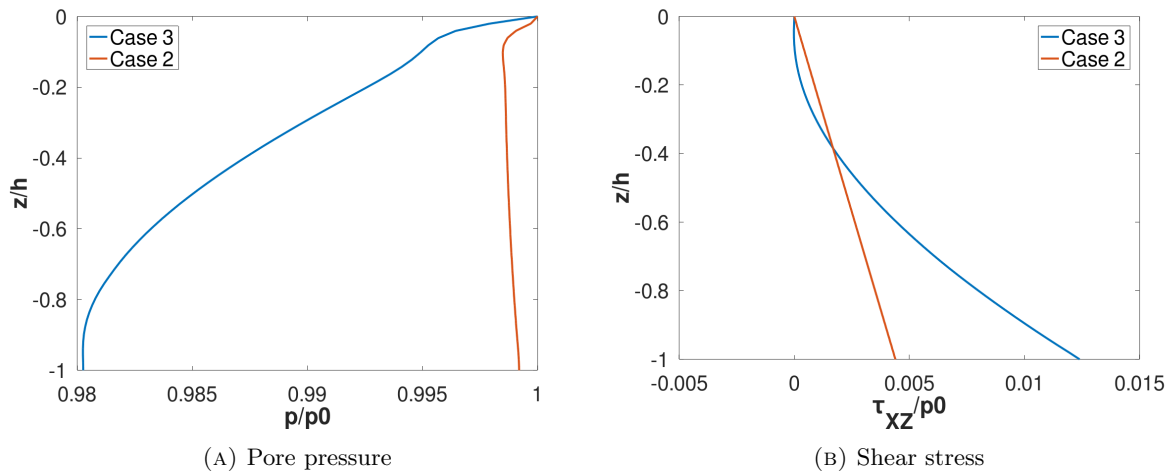 0
-0.2
-0.4
-0.6
-0.8
-1
z/h
Case 3
Case 2
0.98
0.985
0.99
0.995
1
p/p0
(A) Pore pressure
0
-0.2
-0.4
-0.6
-0.8
-1
z/h
Case 3
Case 2
-0.005
0
0.005
0.01
0.015
τXZ/p0
(B) Shear stress